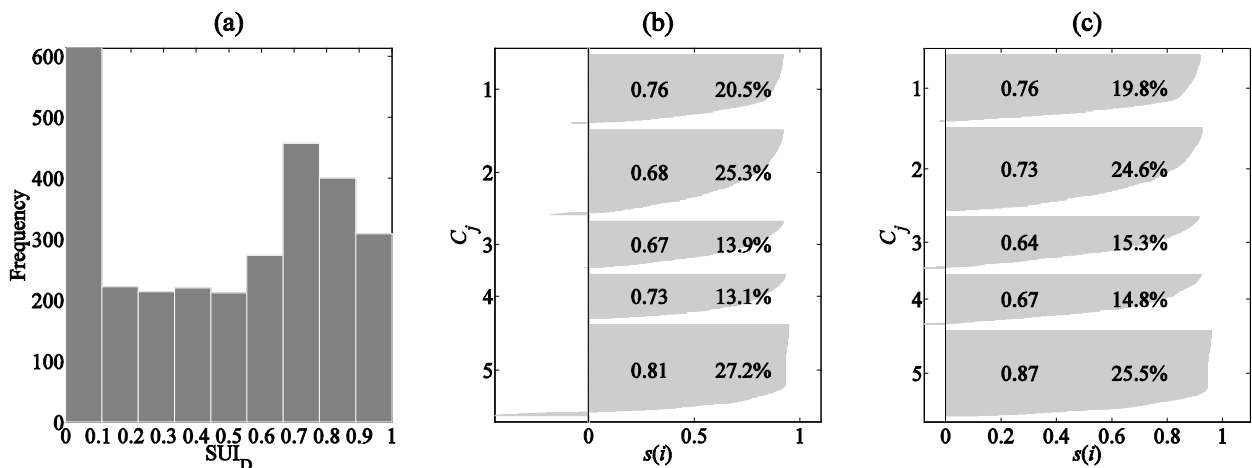 (a)
600
500
400
300
200
100
0
Frequency
0 0.1 0.2 0.3 0.4 0.5 0.6 0.7 0.8 0.9 1
SUI_D
(b)
1 0.76 20.5%
2 0.68 25.3%
3 0.67 13.9%
4 0.73 13.1%
5 0.81 27.2%
C_j
0 0.5 1
s(i)
(c)
1 0.76 19.8%
2 0.73 24.6%
3 0.64 15.3%
4 0.67 14.8%
5 0.87 25.5%
C_j
0 0.2 0.4 0.6 0.8 1
s(i)